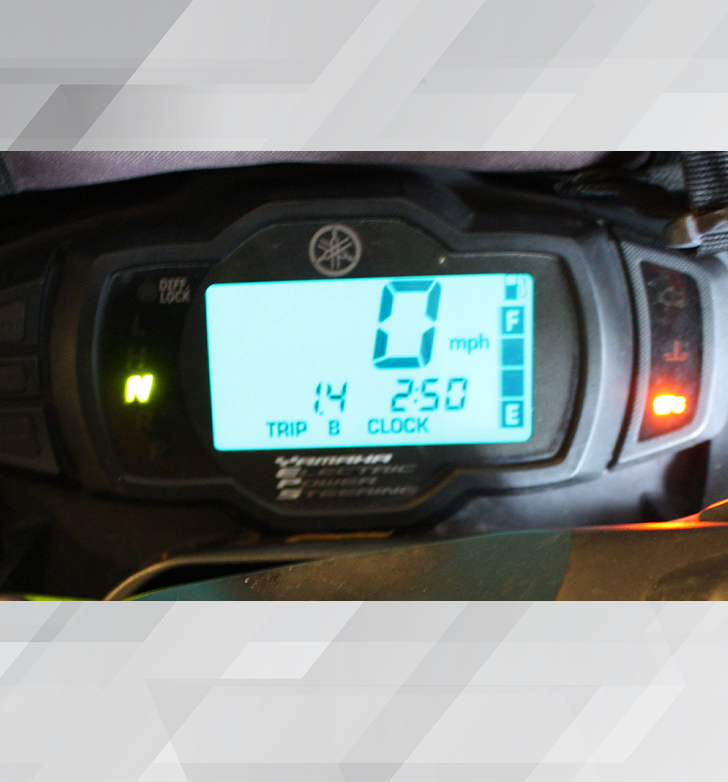 DIFF.
LOCK
0 mph
F
N
1.4 2:50
TRIP B CLOCK
E
YAMAHA
ELECTRIC
POWER
STEERING